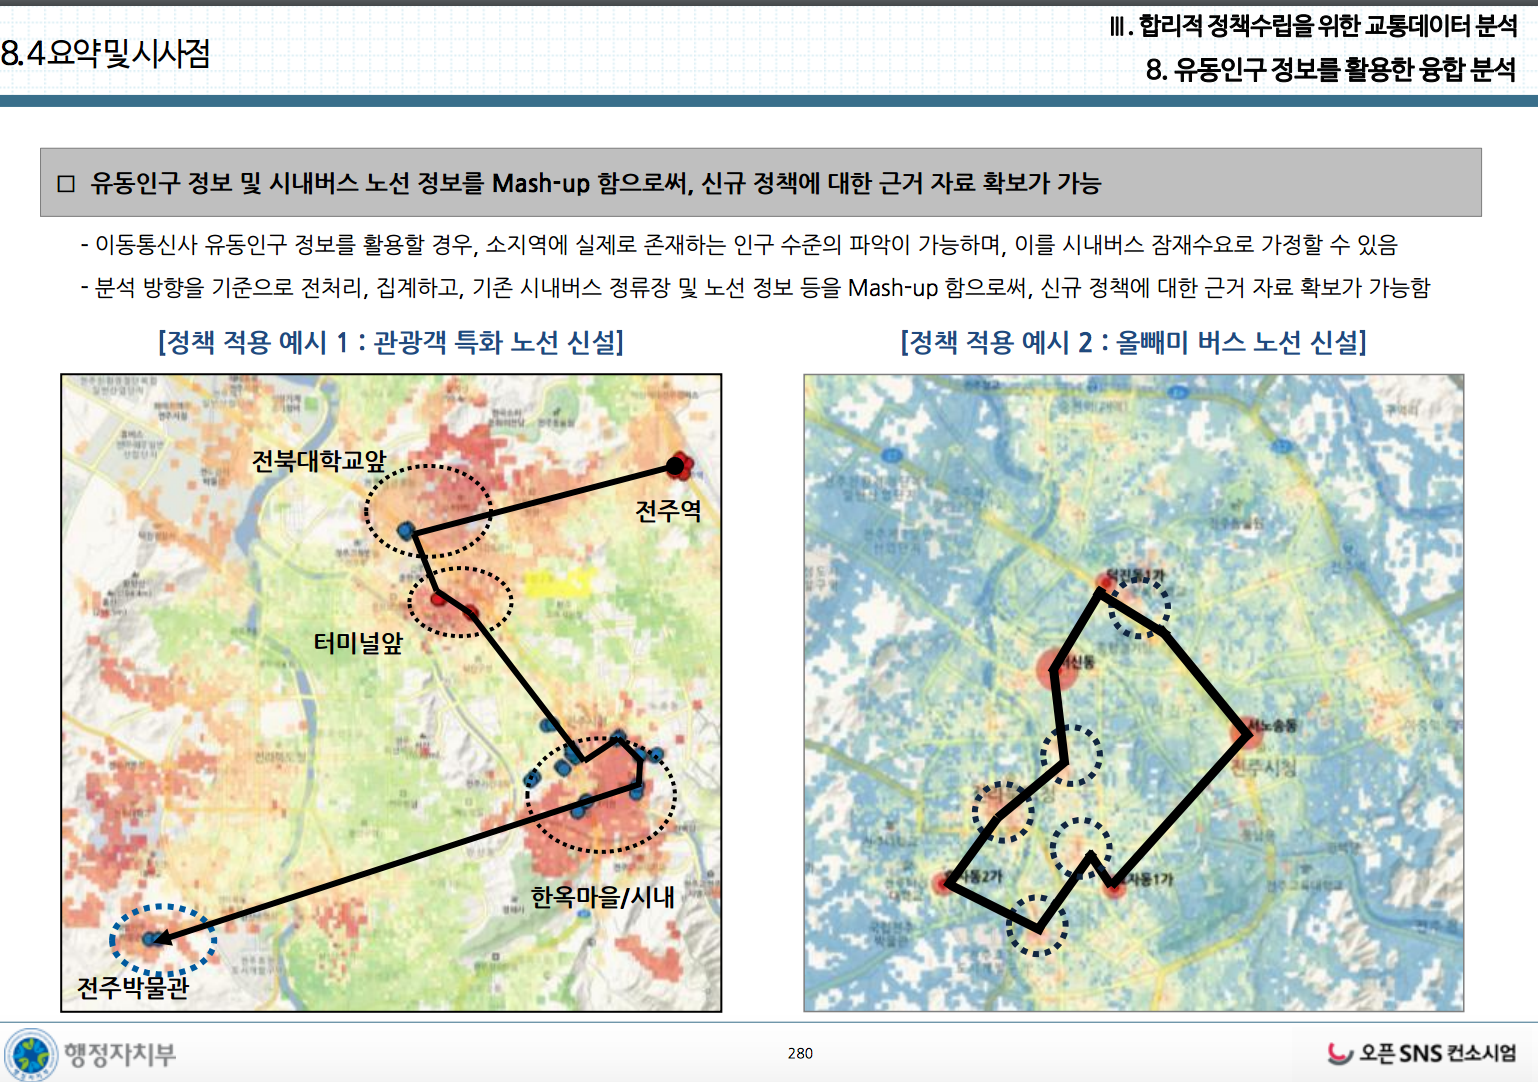 8.4 요약 및 시사점
Ⅲ. 합리적 정책수립을 위한 교통데이터 분석
8. 유동인구 정보를 활용한 융합 분석
□ 유동인구 정보 및 시내버스 노선 정보를 Mash-up 함으로써, 신규 정책에 대한 근거 자료 확보가 가능
- 이동통신사 유동인구 정보를 활용할 경우, 소지역에 실제로 존재하는 인구 수준의 파악이 가능하며, 이를 시내버스 잠재수요로 가정할 수 있음
- 분석 방향을 기준으로 전처리, 집계하고, 기존 시내버스 정류장 및 노선 정보 등을 Mash-up 함으로써, 신규 정책에 대한 근거 자료 확보가 가능함
[정책 적용 예시 1 : 관광객 특화 노선 신설]
전북대학교앞
전주역
터미널앞
한옥마을/시내
전주박물관
[정책 적용 예시 2 : 올빼미 버스 노선 신설]
덕진동1가
서신동
서노송동
전주시청
동2가
자동1가
행정자치부
280
오픈 SNS 컨소시엄